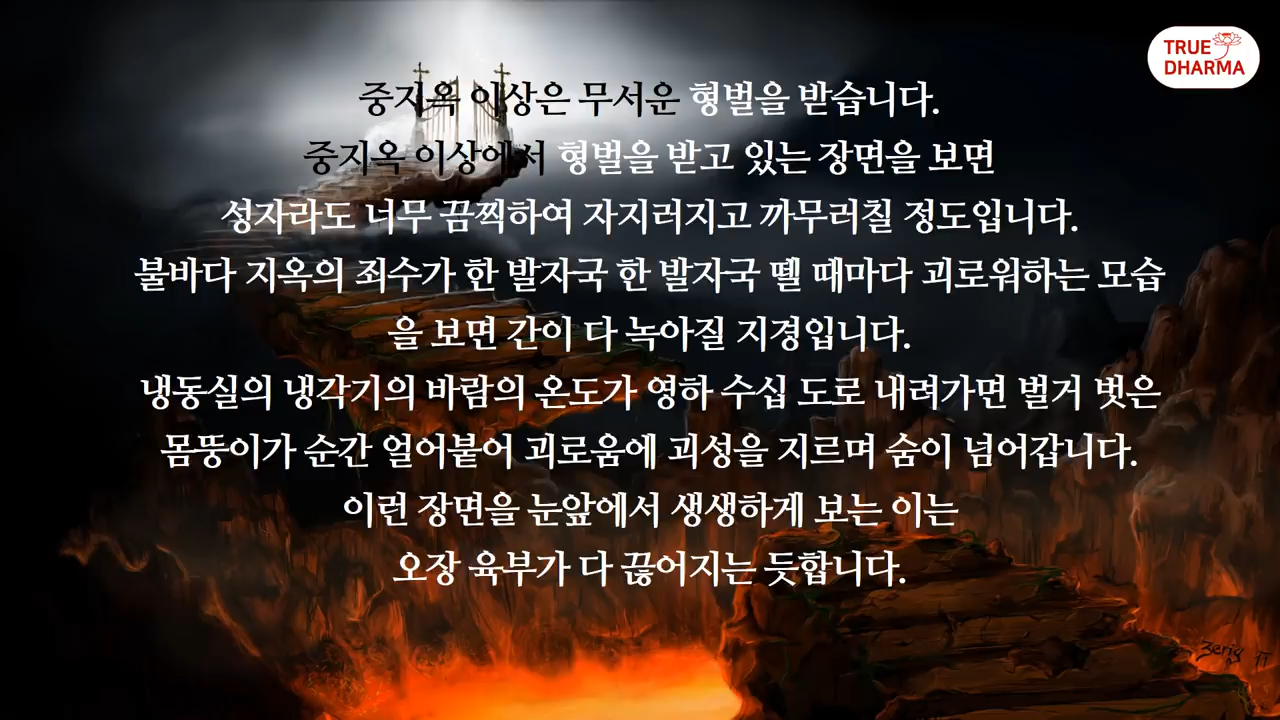 TRUE
DHARMA
중지옥 이상은 무서운 형벌을 받습니다.
중지옥 이상에서 형벌을 받고 있는 장면을 보면
성자라도 너무 끔찍하여 자지러지고 까무러칠 정도입니다.
불바다 지옥의 죄수가 한 발자국 한 발자국 뗄 때마다 괴로워하는 모습
을 보면 간이 다 녹아질 지경입니다.
냉동실의 냉각기의 바람의 온도가 영하 수십 도로 내려가면 벌거 벗은
몸뚱이가 순간 얼어붙어 괴로움에 괴성을 지르며 숨이 넘어갑니다.
이런 장면을 눈앞에서 생생하게 보는 이는
오장 육부가 다 끊어지는 듯합니다.